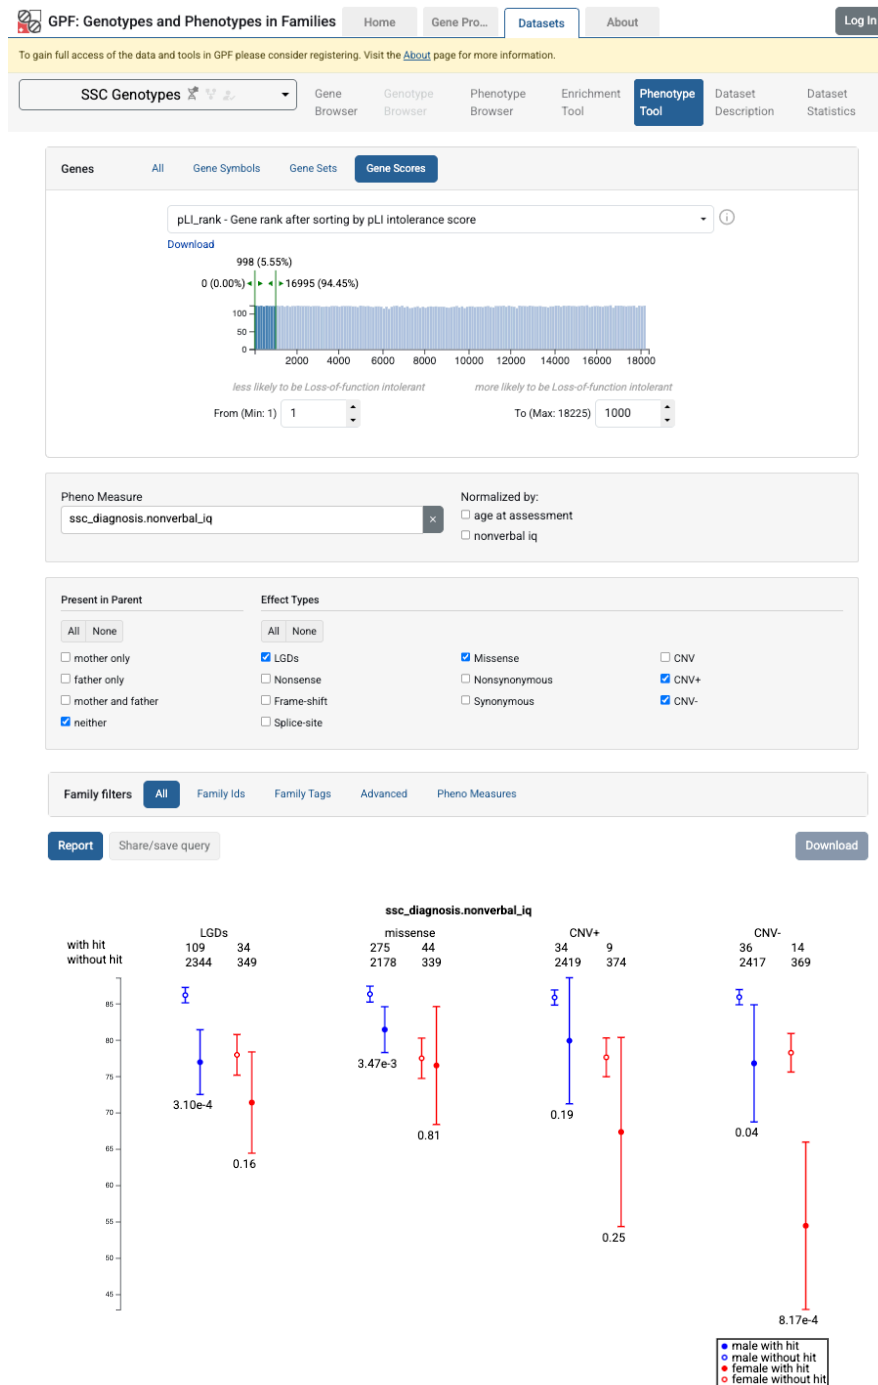 GPF: Genotypes and Phenotypes in Families Home Gene Pro... Datasets About Log In
To gain full access of the data and tools in GPF please consider registering. Visit the About page for more information.
SSC Genotypes
Gene Browser
Genotype Browser
Phenotype Browser
Enrichment Tool
Phenotype Tool
Dataset Description
Dataset Statistics
Genes All Gene Symbols Gene Sets Gene Scores
pLI_rank - Gene rank after sorting by pLI intolerance score
Download
998 (5.55%)
0 (0.00%) 16995 (94.45%)
100
50
0
2000 4000 6000 8000 10000 12000 14000 16000 18000
less likely to be Loss-of-function intolerant more likely to be Loss-of-function intolerant
From (Min: 1) 1 To (Max: 18225) 1000
Pheno Measure
ssc_diagnosis.nonverbal_iq ×
Normalized by:
age at assessment
nonverbal iq
Present in Parent
All None
mother only
father only
mother and father
neither
Effect Types
All None
LGDs Missense CNV
Nonsense Nonsynonymous CNV+
Frame-shift Synonymous CNV-
Splice-site
Family filters All Family Ids Family Tags Advanced Pheno Measures
Report Share/save query Download
ssc_diagnosis.nonverbal_iq
LGDs missense CNV+ CNV-
with hit 109 34 275 44 34 9 36 14
without hit 2344 349 2178 339 2419 374 2417 369
85
80
75
70
65
60
55
50
45
3.10e-4
0.16
3.47e-3
0.81
0.19
0.25
0.04
8.17e-4
male with hit
male without hit
female with hit
female without hit